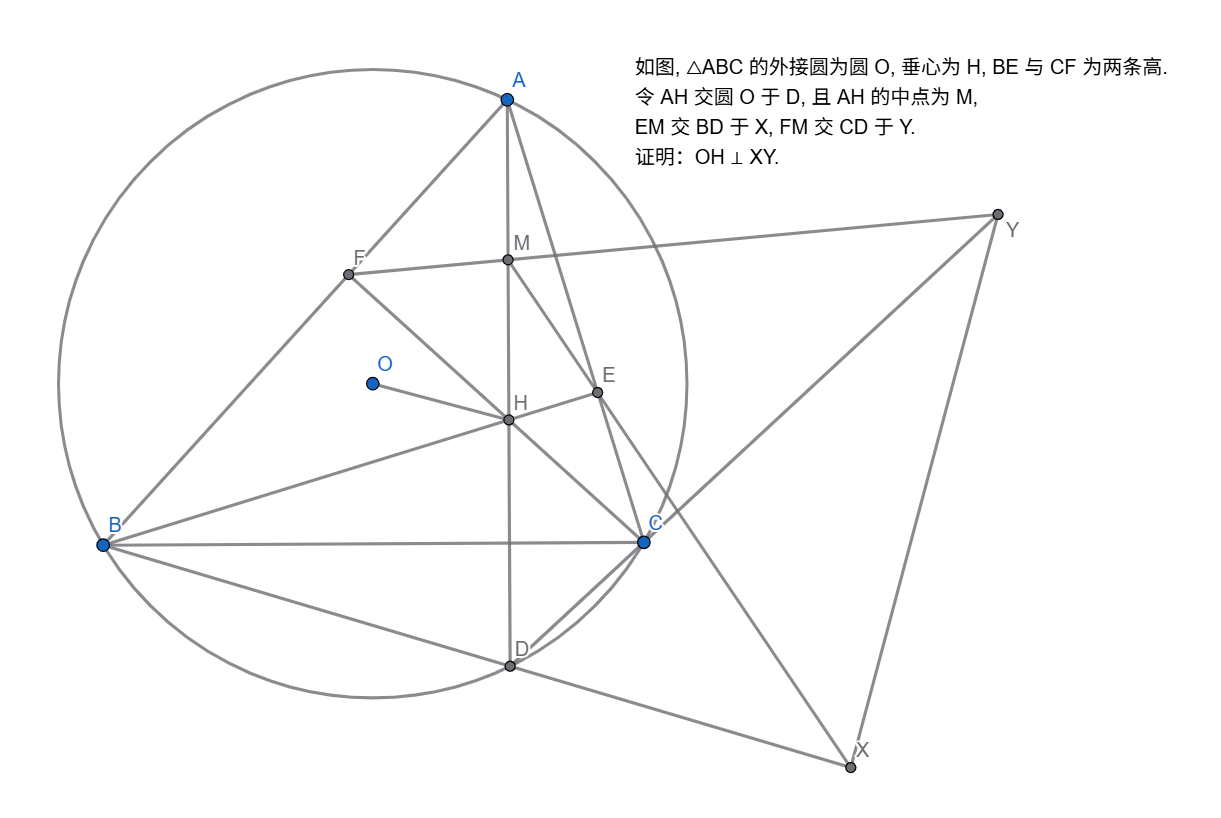 如图, △ABC 的外接圆为圆 O, 垂心为 H, BE 与 CF 为两条高.
令 AH 交圆 O 于 D, 且 AH 的中点为 M,
EM 交 BD 于 X, FM 交 CD 于 Y.
证明：OH ⊥ XY.
A
Y
F
M
O
E
H
B
C
D
X